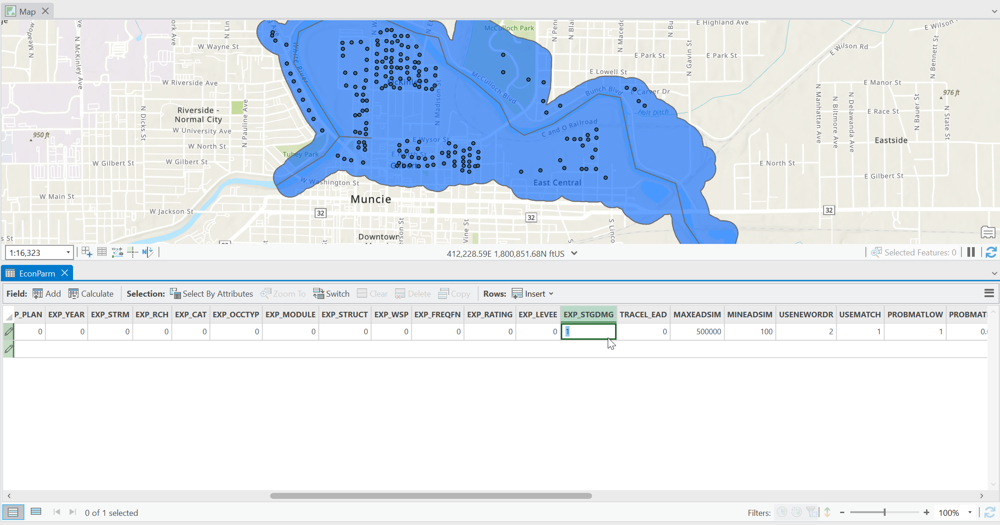 Map
ge
N Meadow
N McKinley Ave
N Lin
W Wayne St
White River
McCulloch Park
N Macedo
E Highland Ave
E Wilson
E Wilson Rd
N Bennett St
E Park St
E Park St
N Gavin St
E Lowell St
W Riverside Ave
McKinley
N Madison St
McCulloch Blvd
Bunch Blvd
E Carver Dr
E Manor St
976 ft
Riverside -
Normal City
N Dicks St
N Pauline Ave
Holt Ditch
N Manhattan Ave
N Biltmore Ave
N Delawanda Ave
E Race St
N Bauer St
N State St
W University Ave
C and O Railroad
950 ft
W North St
E Wysor St
Eastside
Tuhey Park
E North St
Gilbert
W Gilbert St
W Gilbert St
E North St
E Gilbert St
W Washington St
East Central
W Main St
Muncie
W Jackson St
32
32
32
Vine St
S Linco
Downtown
s St
1:16,323
412,228.59E 1,800,851.68N ftUS
Selected Features: 0
EconParm
Field: Add Calculate Selection: Select By Attributes Zoom To Switch Clear Delete Copy Rows: Insert
P_PLAN EXP_YEAR EXP_STRM EXP_RCH EXP_CAT EXP_OCCTYP EXP_MODULE EXP_STRUCT EXP_WSP EXP_FREQFN EXP_RATING EXP_LEVEE EXP_STGDMG TRACEL_EAD MAXEADSIM MINEADSIM USENEWORDR USEMATCH PROBMATLOW PROBMAT
0 0 0 0 0 0 0 0 0 0 0 0 1 0 500000 100 2 1 1 0.
0 of 1 selected
Filters:
100%